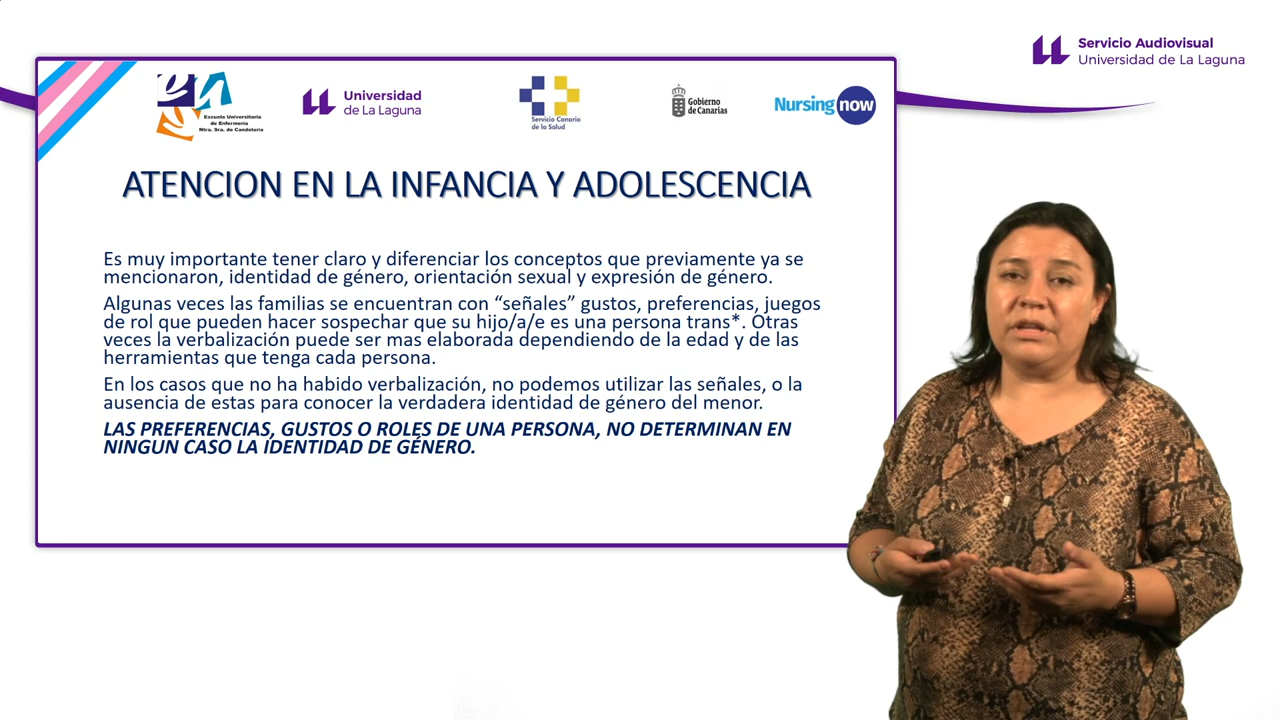 Servicio Audiovisual
Universidad de La Laguna
Escuela Universitaria
de Enfermería
Ntra. Sra. de Candelaria
Universidad
de La Laguna
Servicio Canario
de la Salud
Gobierno
de Canarias
Nursing now
ATENCION EN LA INFANCIA Y ADOLESCENCIA
Es muy importante tener claro y diferenciar los conceptos que previamente ya se
mencionaron, identidad de género, orientación sexual y expresión de género.
Algunas veces las familias se encuentran con “señales” gustos, preferencias, juegos
de rol que pueden hacer sospechar que su hijo/a/e es una persona trans*. Otras
veces la verbalización puede ser mas elaborada dependiendo de la edad y de las
herramientas que tenga cada persona.
En los casos que no ha habido verbalización, no podemos utilizar las señales, o la
ausencia de estas para conocer la verdadera identidad de género del menor.
LAS PREFERENCIAS, GUSTOS O ROLES DE UNA PERSONA, NO DETERMINAN EN
NINGUN CASO LA IDENTIDAD DE GÉNERO.